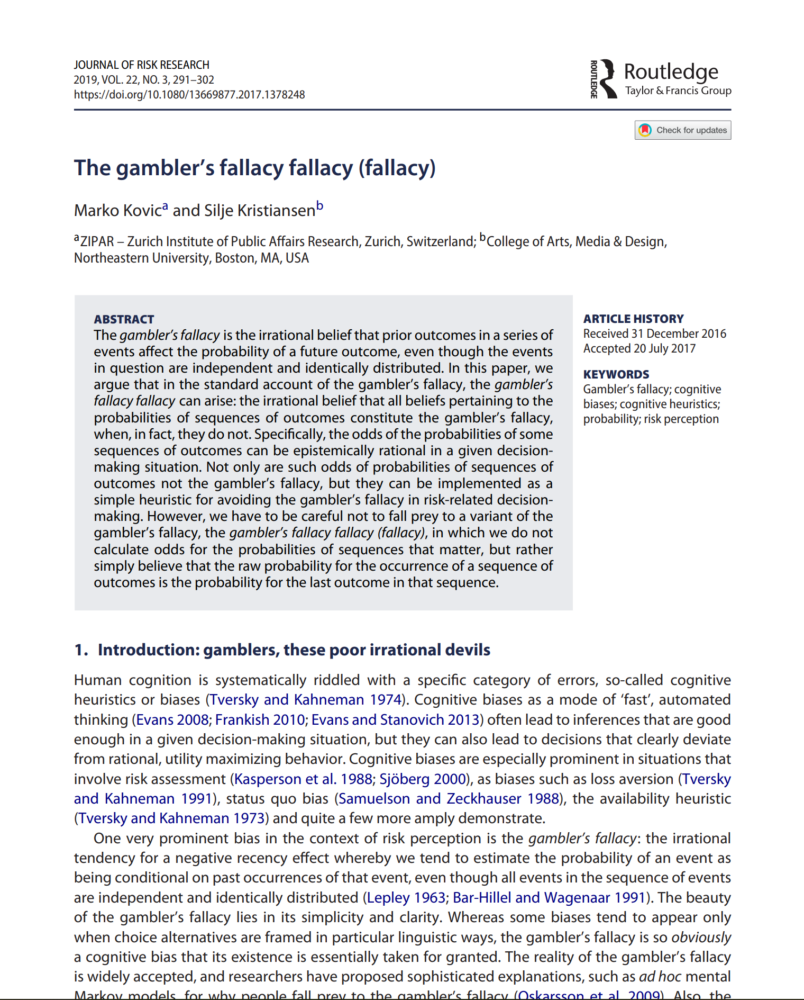 JOURNAL OF RISK RESEARCH
2019, VOL. 22, NO. 3, 291–302
https://doi.org/10.1080/13669877.2017.1378248
ROUTLEDGE
Routledge
Taylor & Francis Group
Check for updates
The gambler’s fallacy fallacy (fallacy)
Marko Kovicᵃ and Silje Kristiansenᵇ
ᵃZIPAR – Zurich Institute of Public Affairs Research, Zurich, Switzerland; ᵇCollege of Arts, Media & Design,
Northeastern University, Boston, MA, USA
ABSTRACT
The gambler’s fallacy is the irrational belief that prior outcomes in a series of
events affect the probability of a future outcome, even though the events
in question are independent and identically distributed. In this paper, we
argue that in the standard account of the gambler’s fallacy, the gambler’s
fallacy fallacy can arise: the irrational belief that all beliefs pertaining to the
probabilities of sequences of outcomes constitute the gambler’s fallacy,
when, in fact, they do not. Specifically, the odds of the probabilities of some
sequences of outcomes can be epistemically rational in a given decision-
making situation. Not only are such odds of probabilities of sequences of
outcomes not the gambler’s fallacy, but they can be implemented as a
simple heuristic for avoiding the gambler’s fallacy in risk-related decision-
making. However, we have to be careful not to fall prey to a variant of the
gambler’s fallacy, the gambler’s fallacy fallacy (fallacy), in which we do not
calculate odds for the probabilities of sequences that matter, but rather
simply believe that the raw probability for the occurrence of a sequence of
outcomes is the probability for the last outcome in that sequence.
ARTICLE HISTORY
Received 31 December 2016
Accepted 20 July 2017
KEYWORDS
Gambler’s fallacy; cognitive
biases; cognitive heuristics;
probability; risk perception
1. Introduction: gamblers, these poor irrational devils
Human cognition is systematically riddled with a specific category of errors, so-called cognitive
heuristics or biases (Tversky and Kahneman 1974). Cognitive biases as a mode of ‘fast’, automated
thinking (Evans 2008; Frankish 2010; Evans and Stanovich 2013) often lead to inferences that are good
enough in a given decision-making situation, but they can also lead to decisions that clearly deviate
from rational, utility maximizing behavior. Cognitive biases are especially prominent in situations that
involve risk assessment (Kasperson et al. 1988; Sjöberg 2000), as biases such as loss aversion (Tversky
and Kahneman 1991), status quo bias (Samuelson and Zeckhauser 1988), the availability heuristic
(Tversky and Kahneman 1973) and quite a few more amply demonstrate.
One very prominent bias in the context of risk perception is the gambler’s fallacy: the irrational
tendency for a negative recency effect whereby we tend to estimate the probability of an event as
being conditional on past occurrences of that event, even though all events in the sequence of events
are independent and identically distributed (Lepley 1963; Bar-Hillel and Wagenaar 1991). The beauty
of the gambler’s fallacy lies in its simplicity and clarity. Whereas some biases tend to appear only
when choice alternatives are framed in particular linguistic ways, the gambler’s fallacy is so obviously
a cognitive bias that its existence is essentially taken for granted. The reality of the gambler’s fallacy
is widely accepted, and researchers have proposed sophisticated explanations, such as ad hoc mental
Markov models, for why people fall prey to the gambler’s fallacy (Oskarsson et al. 2009). Also, the